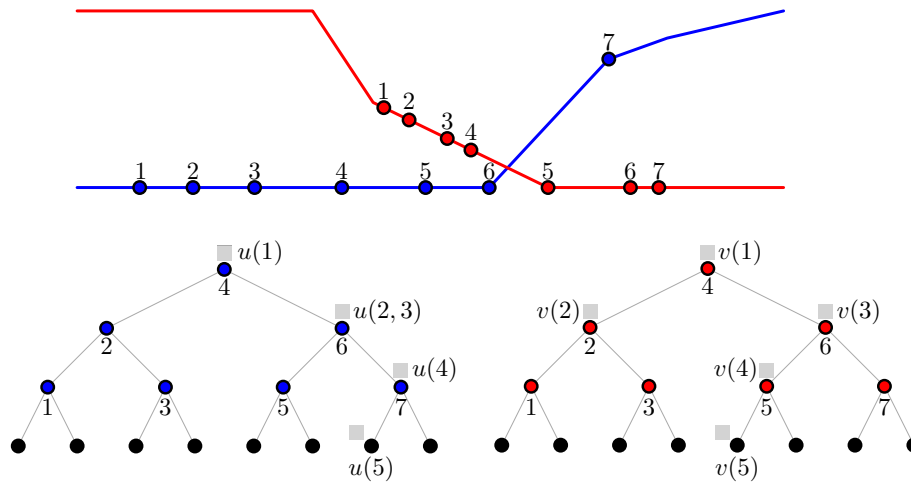 7
1 2 3 4
1 2 3 4 5 6 5 6 7
u(1) v(1)
4 4
u(2, 3) v(2) v(3)
2 6 2 6
u(4) v(4)
1 3 5 7 1 3 5 7
u(5) v(5)